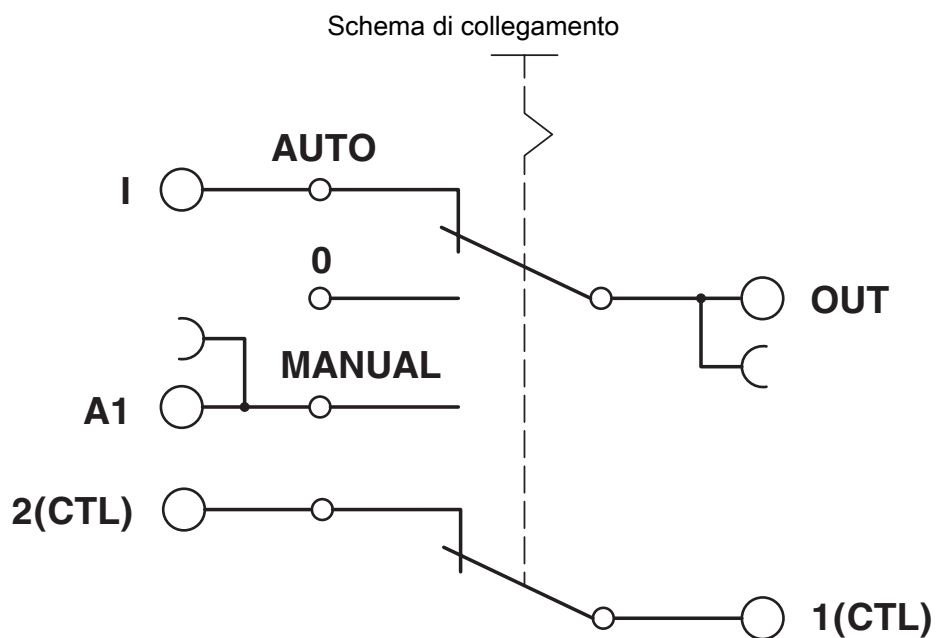 Schema di collegamento
AUTO
I
0
OUT
MANUAL
A1
2(CTL)
1(CTL)